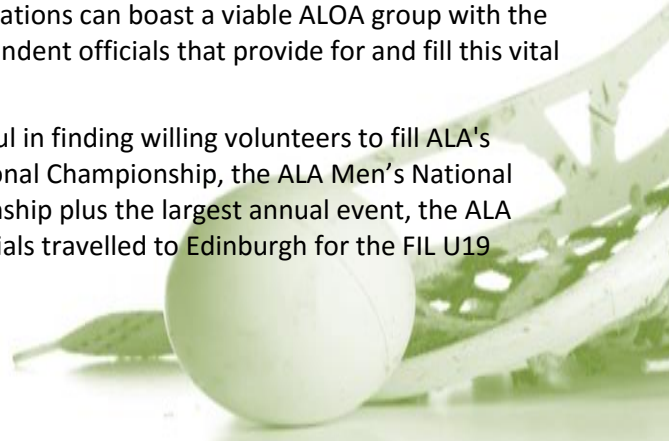 ations can boast a viable ALOA group with the
ndent officials that provide for and fill this vital
ul in finding willing volunteers to fill ALA's
onal Championship, the ALA Men’s National
nship plus the largest annual event, the ALA
ials travelled to Edinburgh for the FIL U19